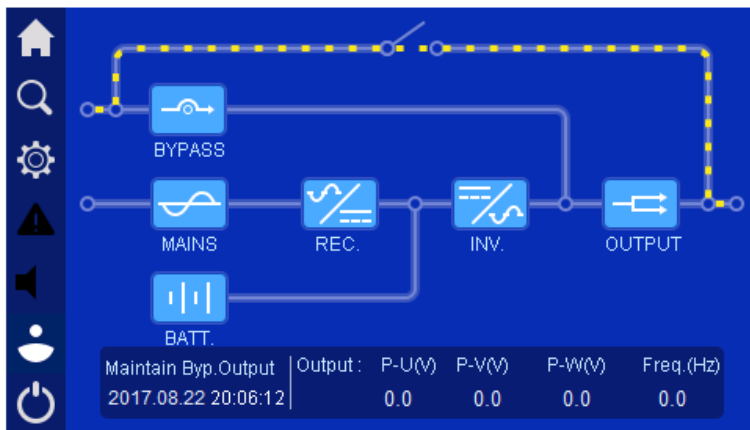 BYPASS
MAINS
REC.
INV.
OUTPUT
BATT.
Maintain Byp.Output
2017.08.22 20:06:12
Output : P-U(V) P-V(V) P-W(V) Freq.(Hz)
0.0 0.0 0.0 0.0